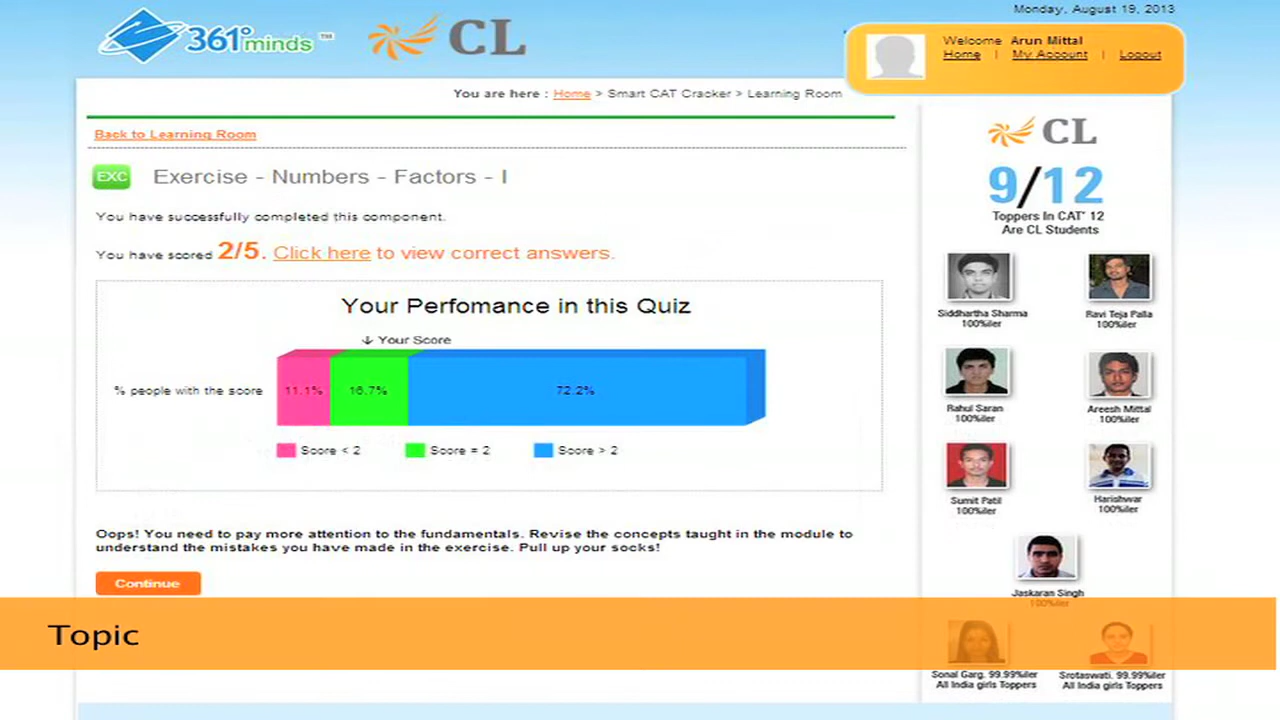 Monday, August 19, 2013
361°minds ™
CL
Welcome Arun Mittal
Home | My Account | Logout
You are here : Home > Smart CAT Cracker > Learning Room
Back to Learning Room
EXC Exercise - Numbers - Factors - I
You have successfully completed this component.
You have scored 2/5. Click here to view correct answers.
Your Perfomance in this Quiz
↓ Your Score
% people with the score 11.1% 16.7% 72.2%
Score < 2 Score = 2 Score > 2
Oops! You need to pay more attention to the fundamentals. Revise the concepts taught in the module to
understand the mistakes you have made in the exercise. Pull up your socks!
Continue
Topic
CL
9/12
Toppers In CAT' 12
Are CL Students
Siddhartha Sharma
100%iler
Ravi Teja Palla
100%iler
Rahul Saran
100%iler
Areesh Mittal
100%iler
Sumit Patil
100%iler
Harishwar
100%iler
Jaskaran Singh
100%iler
Sonal Garg. 99.99%iler
All India girls Toppers
Srotaswati. 99.99%iler
All India girls Toppers